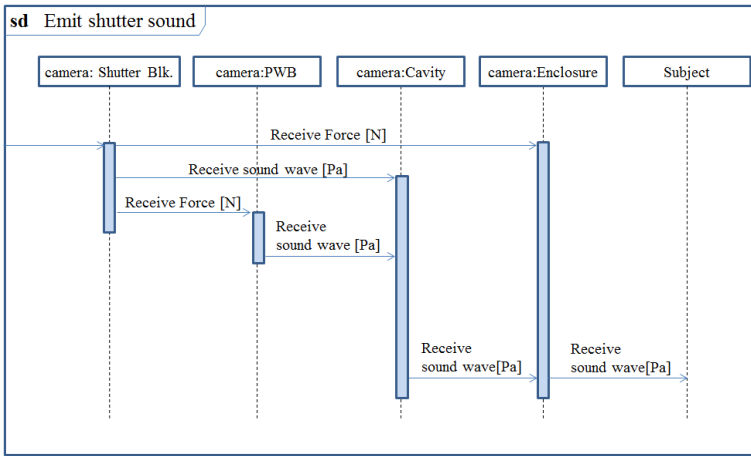 sd Emit shutter sound
camera: Shutter Blk.
camera:PWB
camera:Cavity
camera:Enclosure
Subject
Receive Force [N]
Receive sound wave [Pa]
Receive Force [N]
Receive
sound wave [Pa]
Receive
sound wave[Pa]
Receive
sound wave[Pa]